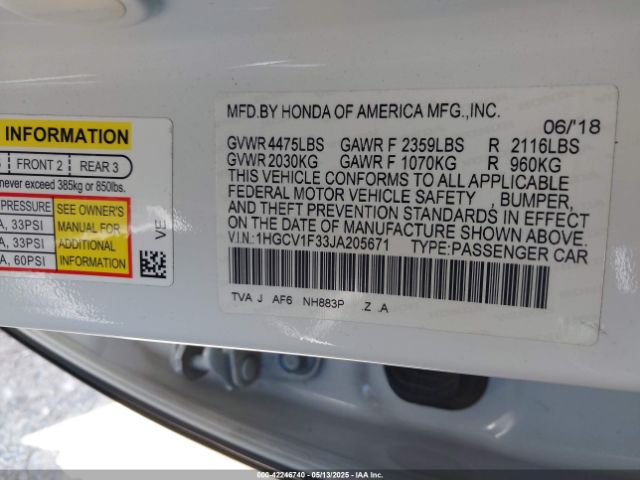 INFORMATION
FRONT 2 REAR 3
never exceed 385kg or 850lbs.
PRESSURE
SEE OWNER'S
MANUAL FOR
ADDITIONAL
INFORMATION
A, 33PSI
A, 33PSI
A, 60PSI
VE
MFD.BY HONDA OF AMERICA MFG.,INC.
06/'18
GVWR 4475LBS GAWR F 2359LBS R 2116LBS
GVWR 2030KG GAWR F 1070KG R 960KG
THIS VEHICLE CONFORMS TO ALL APPLICABLE
FEDERAL MOTOR VEHICLE SAFETY , BUMPER,
AND THEFT PREVENTION STANDARDS IN EFFECT
ON THE DATE OF MANUFACTURE SHOWN ABOVE.
V.I.N.:1HGCV1F33JA205671 TYPE:PASSENGER CAR
TVA J AF6 NH883P .Z .A
000-42246740 - 05/13/2025 - IAA Inc.